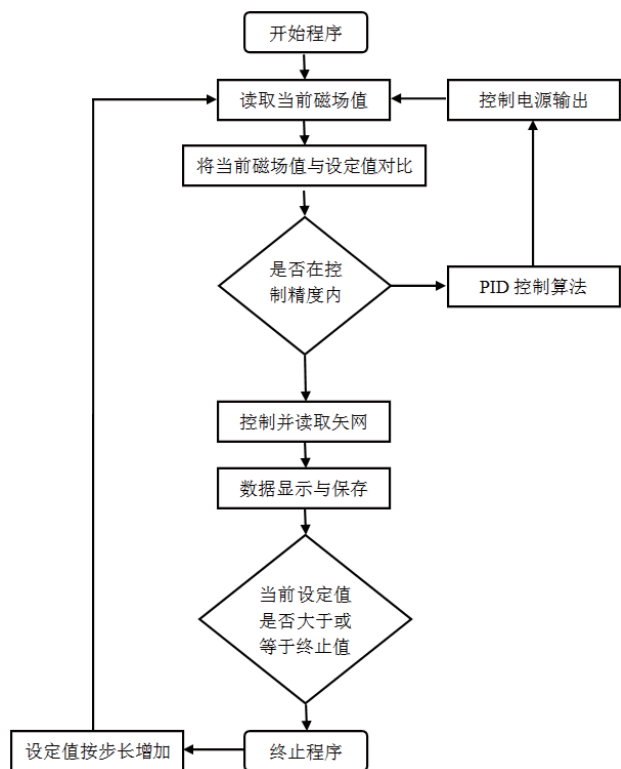 开始程序
读取当前磁场值
控制电源输出
将当前磁场值与设定值对比
是否在控
制精度内
PID 控制算法
控制并读取矢网
数据显示与保存
当前设定值
是否大于或
等于终止值
设定值按步长增加
终止程序